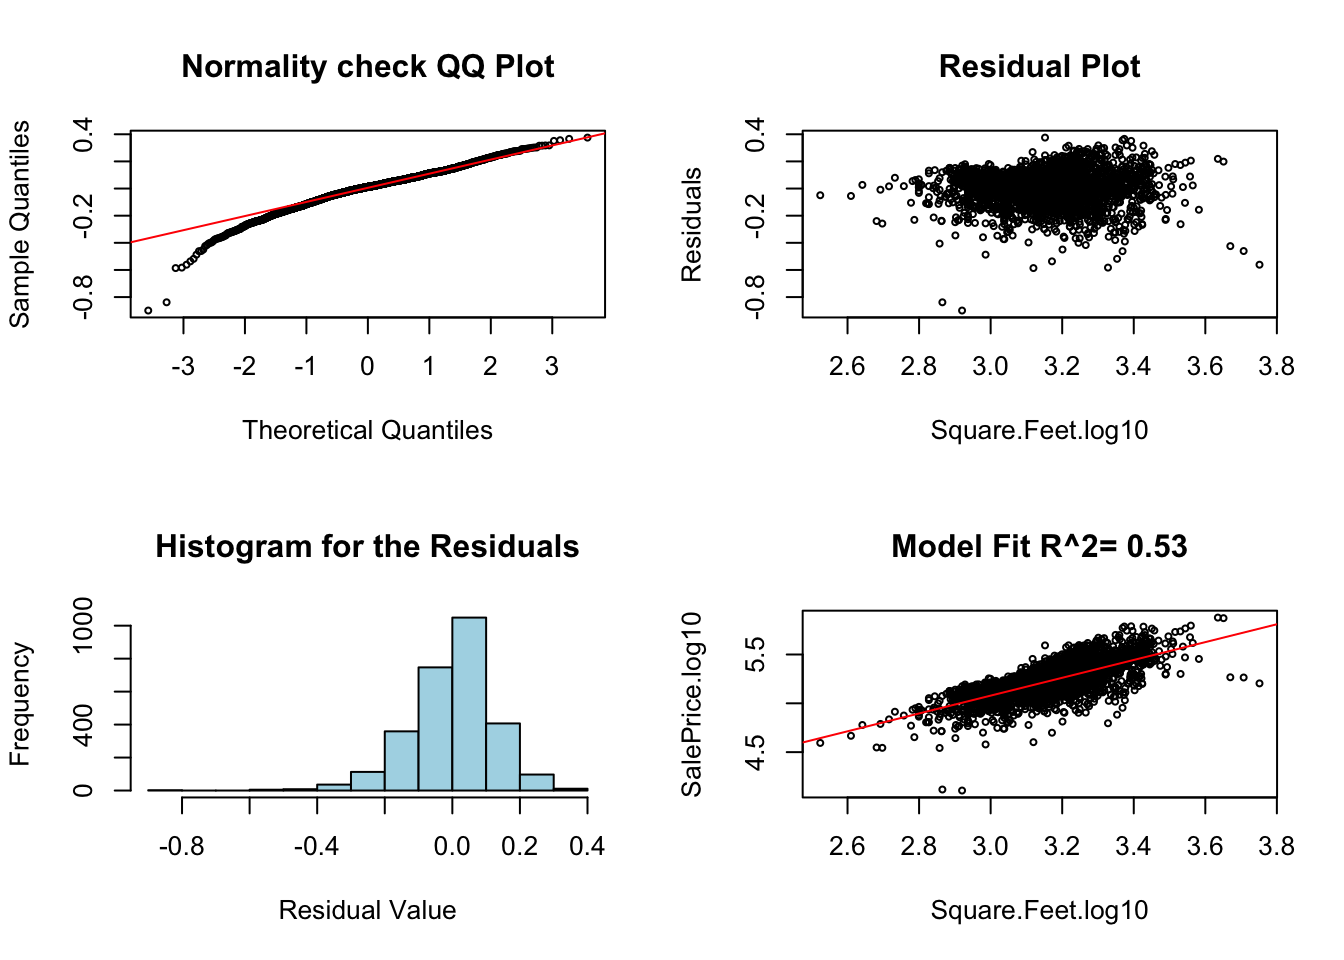 Normality check QQ Plot
Sample Quantiles
0.4
-0.2
-0.8
-3 -2 -1 0 1 2 3
Theoretical Quantiles
Residual Plot
Residuals
0.4
-0.2
-0.8
2.6 2.8 3.0 3.2 3.4 3.6 3.8
Square.Feet.log10
Histogram for the Residuals
Frequency
1000
400
0
-0.8 -0.4 0.0 0.2 0.4
Residual Value
Model Fit R^2= 0.53
SalePrice.log10
5.5
4.5
2.6 2.8 3.0 3.2 3.4 3.6 3.8
Square.Feet.log10